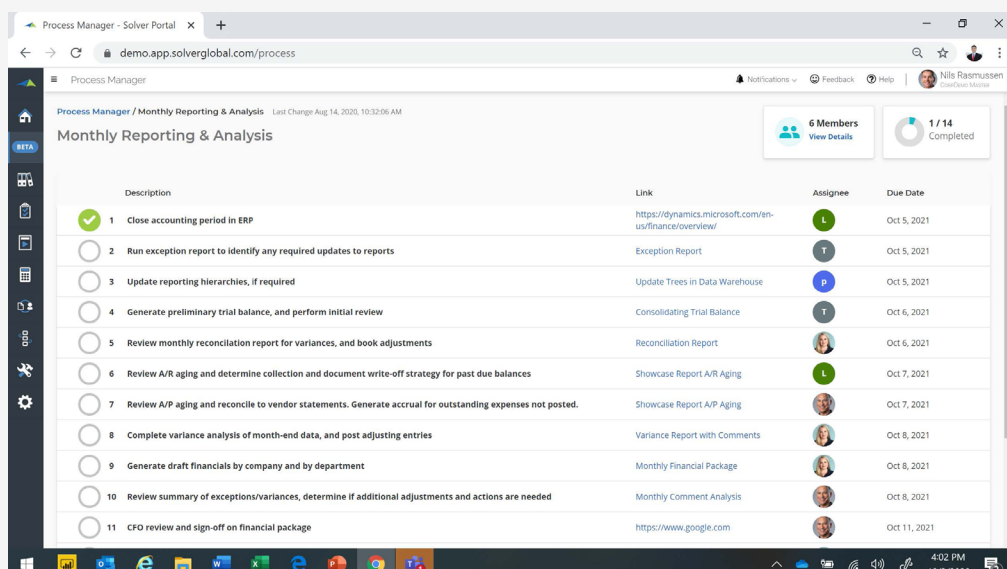 Process Manager - Solver Portal
demo.app.solverglobal.com/process
Process Manager
Notifications
Feedback
Help
Nils Rasmussen
BETA
Process Manager / Monthly Reporting & Analysis Last Change Aug 14, 2020, 10:32:06 AM
Monthly Reporting & Analysis
6 Members
View Details
1 / 14
Completed
Description Link Assignee Due Date
1 Close accounting period in ERP https://dynamics.microsoft.com/en-
us/finance/overview/ L Oct 5, 2021
2 Run exception report to identify any required updates to reports Exception Report T Oct 5, 2021
3 Update reporting hierarchies, if required Update Trees in Data Warehouse p Oct 5, 2021
4 Generate preliminary trial balance, and perform initial review Consolidating Trial Balance T Oct 6, 2021
5 Review monthly reconcilation report for variances, and book adjustments Reconciliation Report Oct 6, 2021
6 Review A/R aging and determine collection and document write-off strategy for past due balances Showcase Report A/R Aging L Oct 7, 2021
7 Review A/P aging and reconcile to vendor statements. Generate accrual for outstanding expenses not posted. Showcase Report A/P Aging Oct 7, 2021
8 Complete variance analysis of month-end data, and post adjusting entries Variance Report with Comments Oct 8, 2021
9 Generate draft financials by company and by department Monthly Financial Package Oct 8, 2021
10 Review summary of exceptions/variances, determine if additional adjustments and actions are needed Monthly Comment Analysis Oct 8, 2021
11 CFO review and sign-off on financial package https://www.google.com Oct 11, 2021
4:02 PM